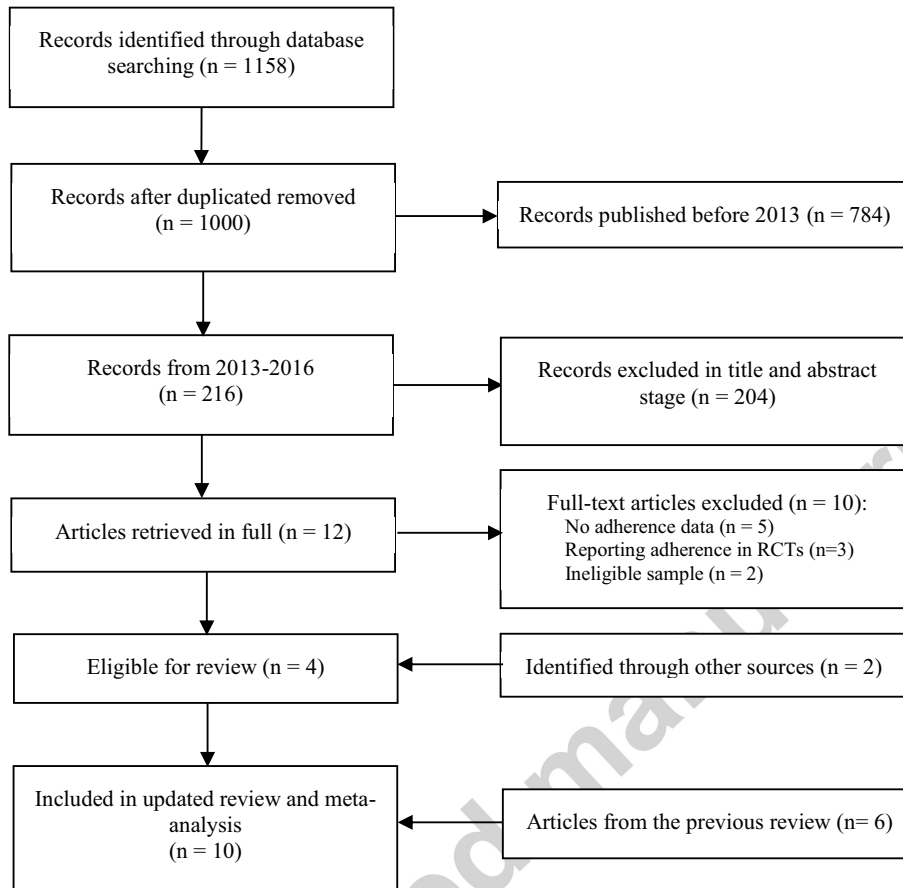 Records identified through database
searching (n = 1158)
Records after duplicated removed
(n = 1000)
Records published before 2013 (n = 784)
Records from 2013-2016
(n = 216)
Records excluded in title and abstract
stage (n = 204)
Articles retrieved in full (n = 12)
Full-text articles excluded (n = 10):
No adherence data (n = 5)
Reporting adherence in RCTs (n=3)
Ineligible sample (n = 2)
Eligible for review (n = 4)
Identified through other sources (n = 2)
Included in updated review and meta-
analysis
(n = 10)
Articles from the previous review (n= 6)